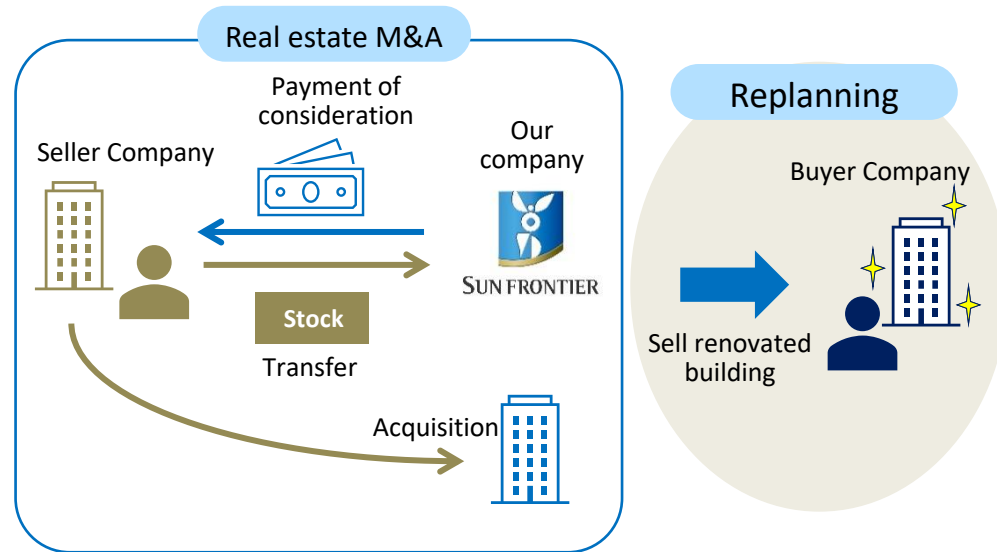 Real estate M&A
Payment of
consideration
Seller Company
Our
company
SUN FRONTIER
Stock
Transfer
Acquisition
Replanning
Buyer Company
Sell renovated
building